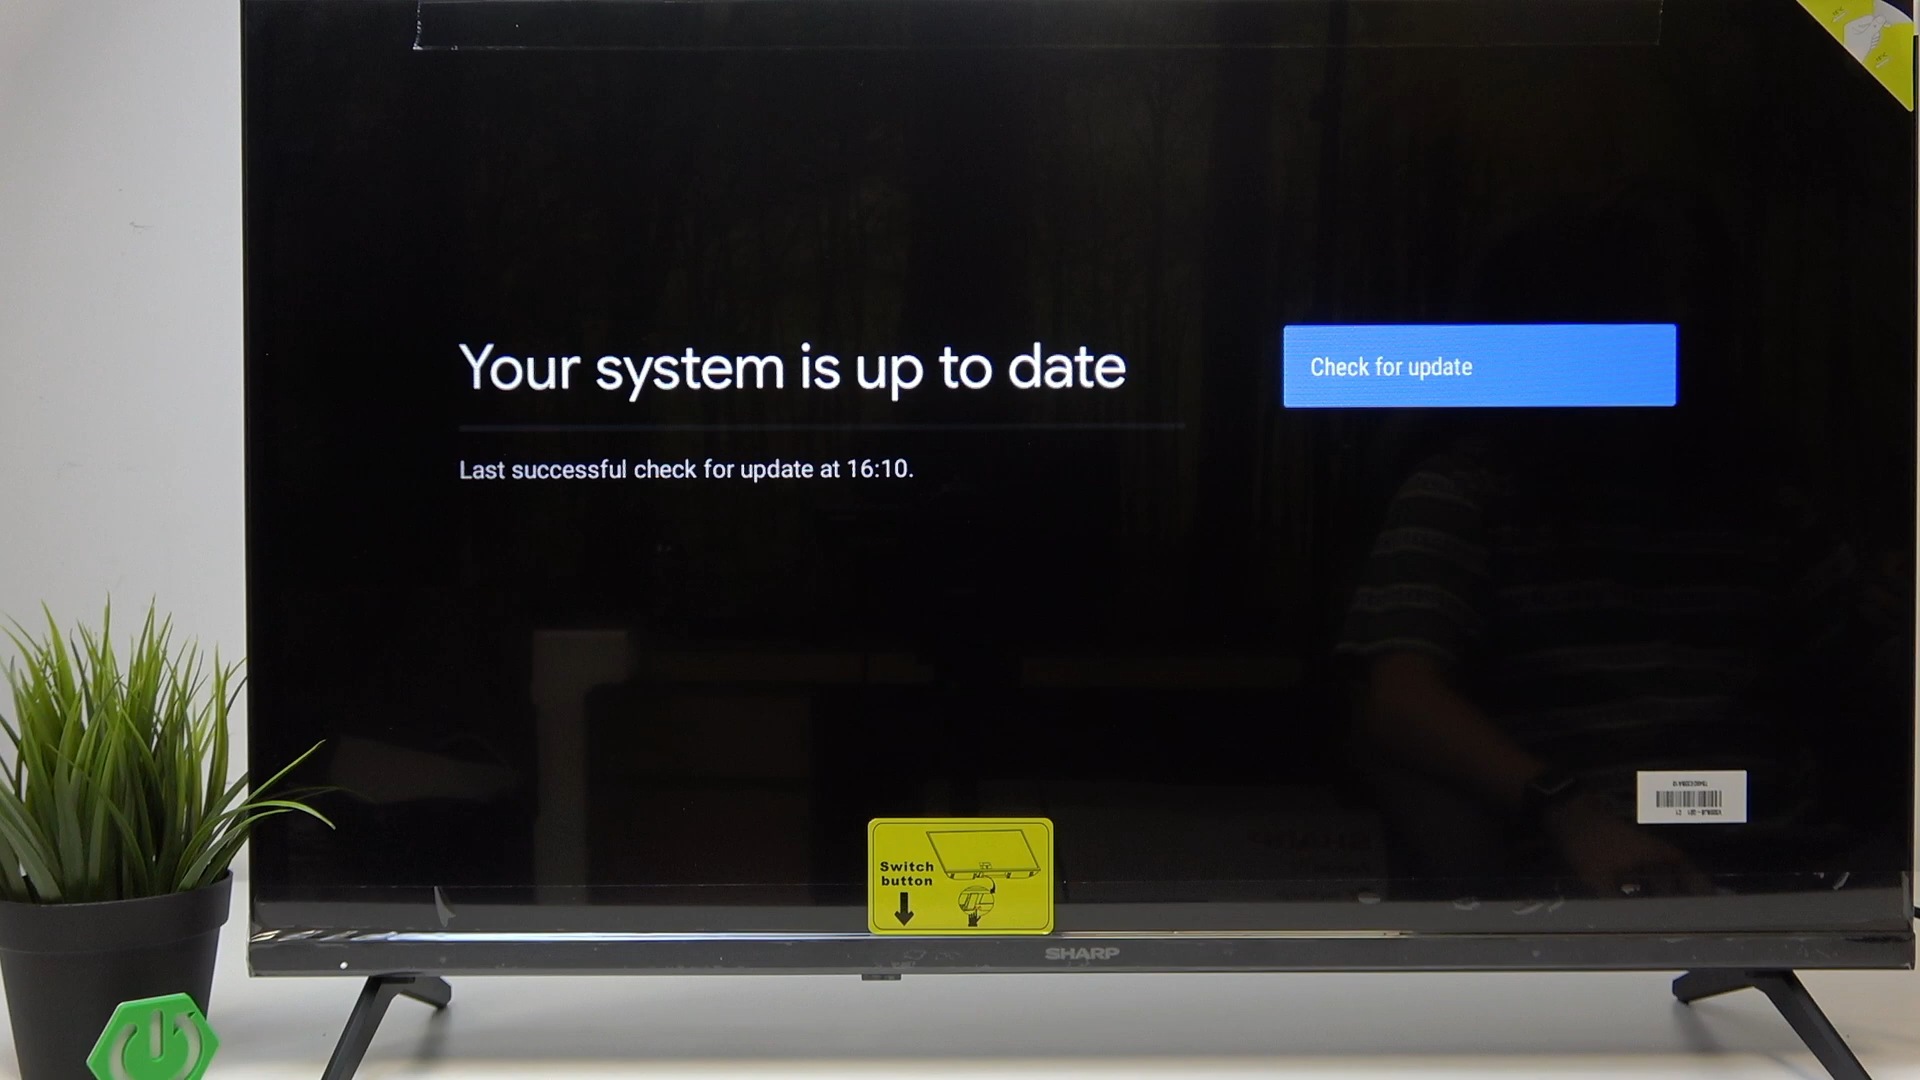 Your system is up to date
Check for update
Last successful check for update at 16:10.
Switch
button
SHARP